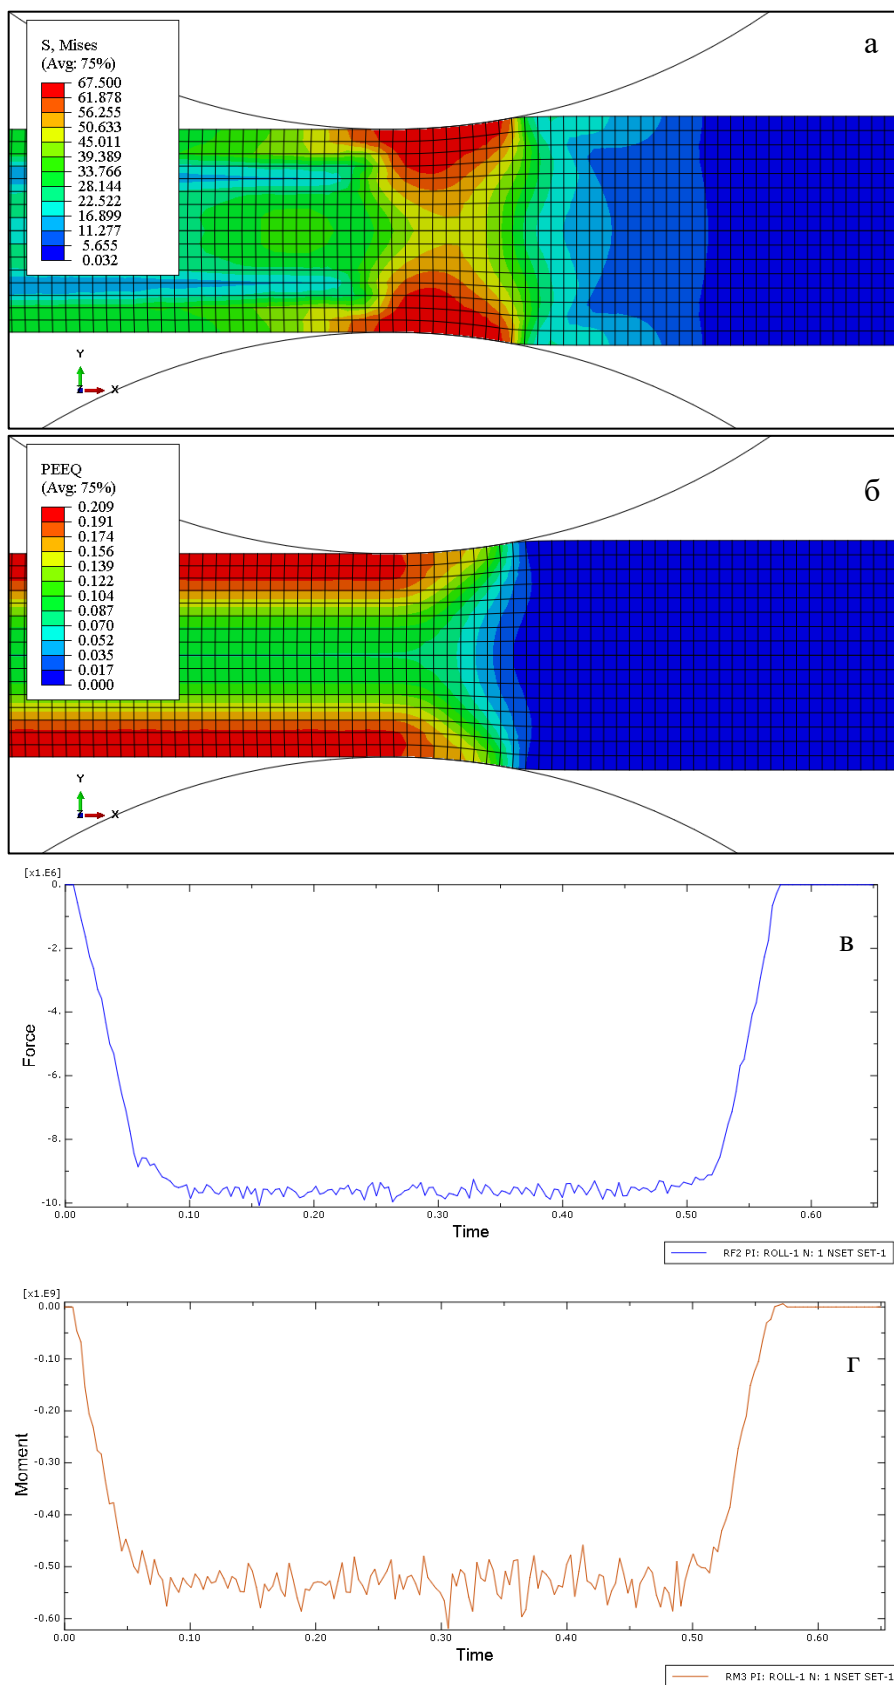 S, Mises
(Avg: 75%)
67.500
61.878
56.255
50.633
45.011
39.389
33.766
28.144
22.522
16.899
11.277
5.655
0.032
а
Y
Z X
PEEQ
(Avg: 75%)
0.209
0.191
0.174
0.156
0.139
0.122
0.104
0.087
0.070
0.052
0.035
0.017
0.000
б
Y
Z X
[x1.E6]
0.
-2.
-4.
-6.
-8.
-10.
Force
в
0.00 0.10 0.20 0.30 0.40 0.50 0.60
Time
RF2 PI: ROLL-1 N: 1 NSET SET-1
[x1.E9]
0.00
-0.10
-0.20
-0.30
-0.40
-0.50
-0.60
Moment
г
0.00 0.10 0.20 0.30 0.40 0.50 0.60
Time
RM3 PI: ROLL-1 N: 1 NSET SET-1